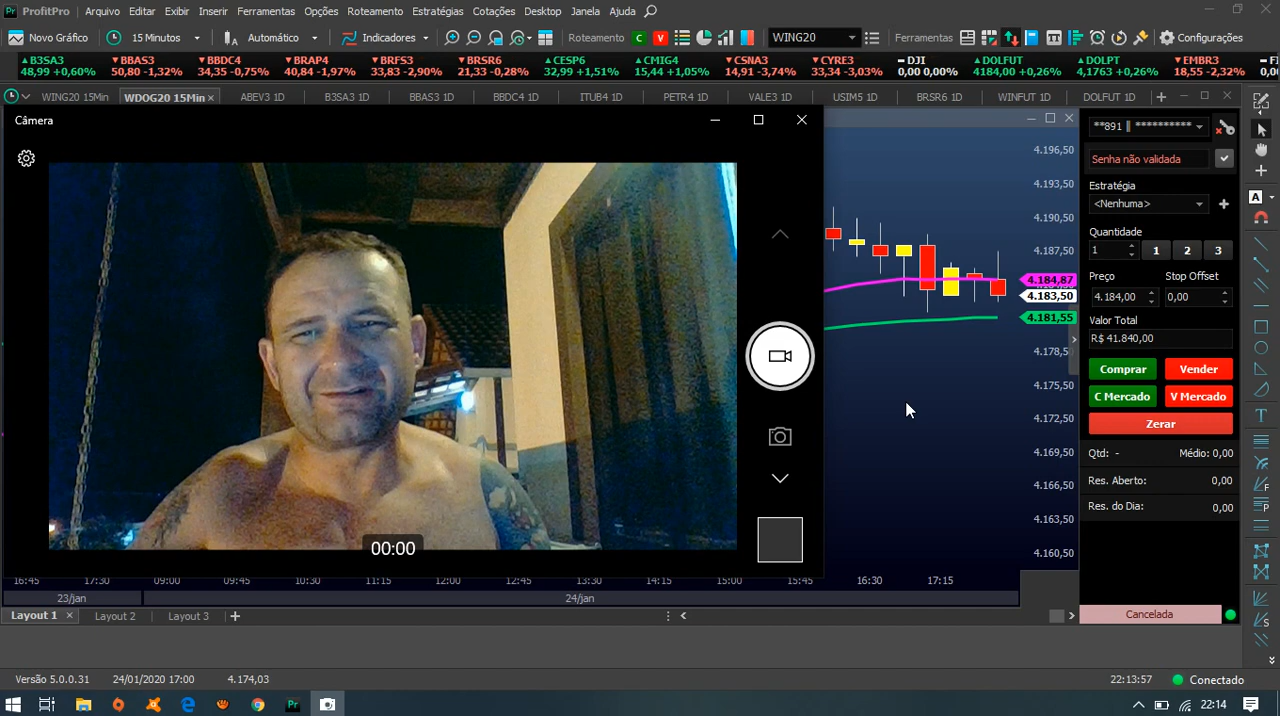 ProfitPro Arquivo Editar Exibir Inserir Ferramentas Opções Roteamento Estratégias Cotações Desktop Janela Ajuda
Novo Gráfico 15 Minutos Automático Indicadores Roteamento C V WING20 Ferramentas Configurações
B3SA3 BBAS3 BBDC4 BRAP4 BRFS3 BRSR6 CESP6 CMIG4 CSNA3 CYRE3 DJI DOLFUT DOLPT EMBR3
48,99 +0,60% 50,80 -1,32% 34,35 -0,75% 40,84 -1,97% 33,83 -2,90% 21,33 -0,28% 32,99 +1,51% 15,44 +1,05% 14,91 -3,74% 33,34 -3,03% 0,00 0,00% 4184,00 +0,26% 4,1763 +0,26% 18,55 -2,32%
WING20 15Min WDOG20 15Min ABEV3 1D B3SA3 1D BBAS3 1D BBDC4 1D ITUB4 1D PETR4 1D VALE3 1D USIM5 1D BRSR6 1D WINFUT 1D DOLFUT 1D
Câmera
00:00
4.196,50
4.193,50
4.190,50
4.187,50
4.184,87
4.183,50
4.181,55
4.178,50
4.175,50
4.172,50
4.169,50
4.166,50
4.163,50
4.160,50
**891 || **********
Senha não validada
Estratégia
<Nenhuma>
Quantidade
1 1 2 3
Preço Stop Offset
4.184,00 0,00
Valor Total
R$ 41.840,00
Comprar Vender
C Mercado V Mercado
Zerar
Qtd: - Médio: 0,00
Res. Aberto: 0,00
Res. do Dia: 0,00
Cancelada
16:45 17:30 09:00 09:45 10:30 11:15 12:00 12:45 13:30 14:15 15:00 15:45 16:30 17:15
23/jan 24/jan
Layout 1 Layout 2 Layout 3
Versão 5.0.0.31 24/01/2020 17:00 4.174,03 22:13:57 Conectado
22:14